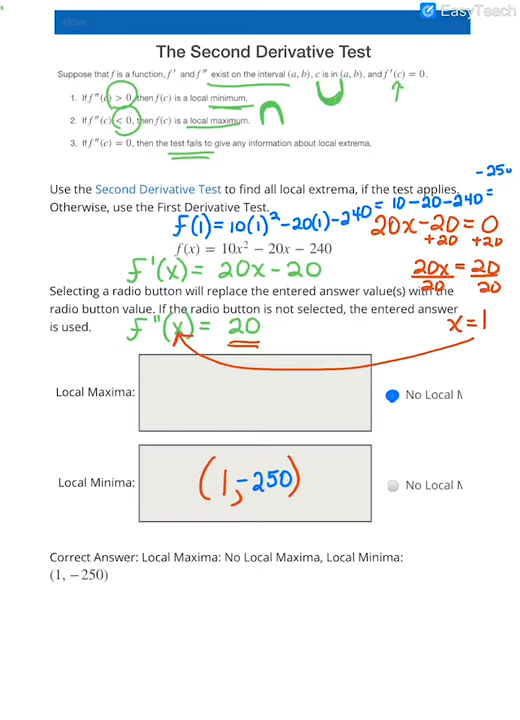 EasyTeach
close
The Second Derivative Test
Suppose that f is a function, f′ and f″ exist on the interval (a, b), c is in (a, b), and f′(c) = 0.
1. If f″(c) > 0, then f(c) is a local minimum.
2. If f″(c) < 0, then f(c) is a local maximum.
3. If f″(c) = 0, then the test fails to give any information about local extrema.
-250
Use the Second Derivative Test to find all local extrema, if the test applies.
Otherwise, use the First Derivative Test.
f(1) = 10(1)² - 20(1) - 240 = 10 - 20 - 240 =
20x - 20 = 0
+20 +20
f(x) = 10x² − 20x − 240
f'(x) = 20x - 20
20x = 20
20 20
Selecting a radio button will replace the entered answer value(s) with the
radio button value. If the radio button is not selected, the entered answer
is used.
f"(x) = 20
x = 1
Local Maxima:
No Local M
Local Minima:
(1, -250)
No Local M
Correct Answer: Local Maxima: No Local Maxima, Local Minima:
(1, −250)